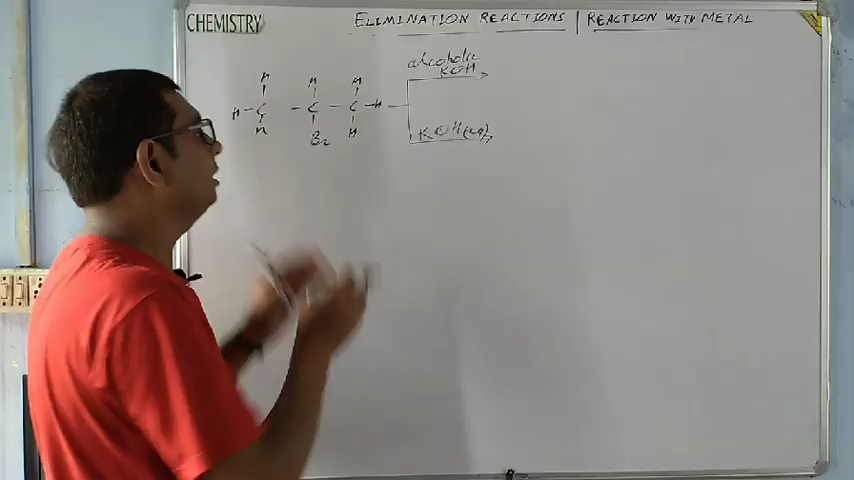 CHEMISTRY
ELIMINATION REACTIONS | REACTION WITH METAL
alcoholic
KOH
H H H
H - C - C - C - H
H Br H
KOH(aq)